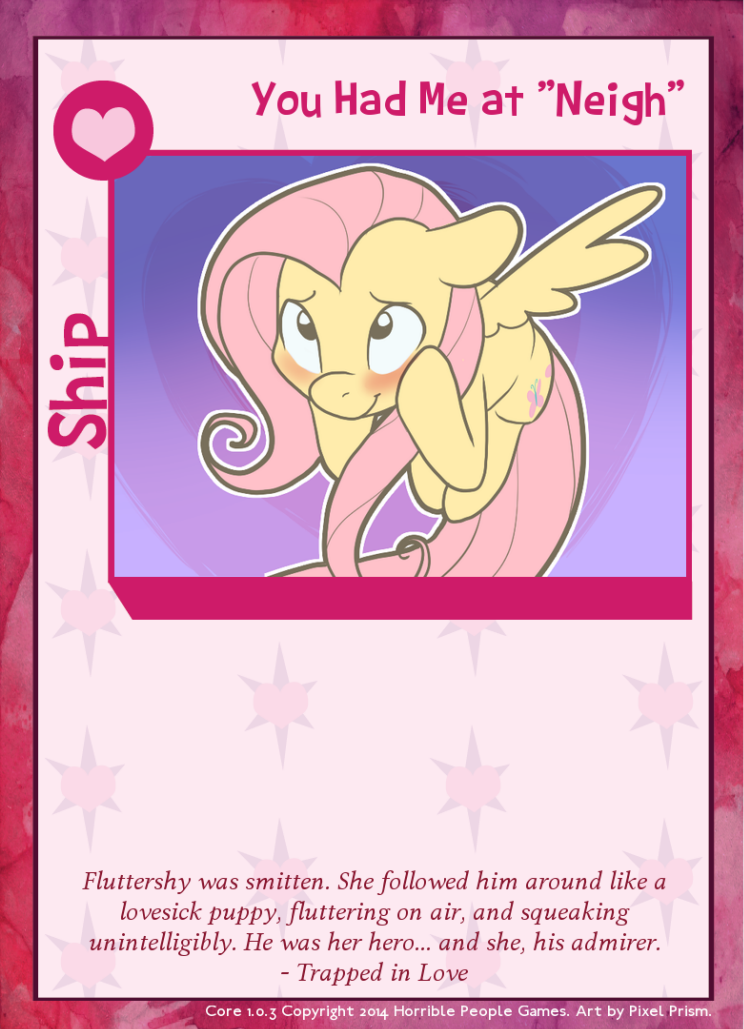 You Had Me at "Neigh"
Ship
Fluttershy was smitten. She followed him around like a
lovesick puppy, fluttering on air, and squeaking
unintelligibly. He was her hero... and she, his admirer.
- Trapped in Love
Core 1.0.3 Copyright 2014 Horrible People Games. Art by Pixel Prism.